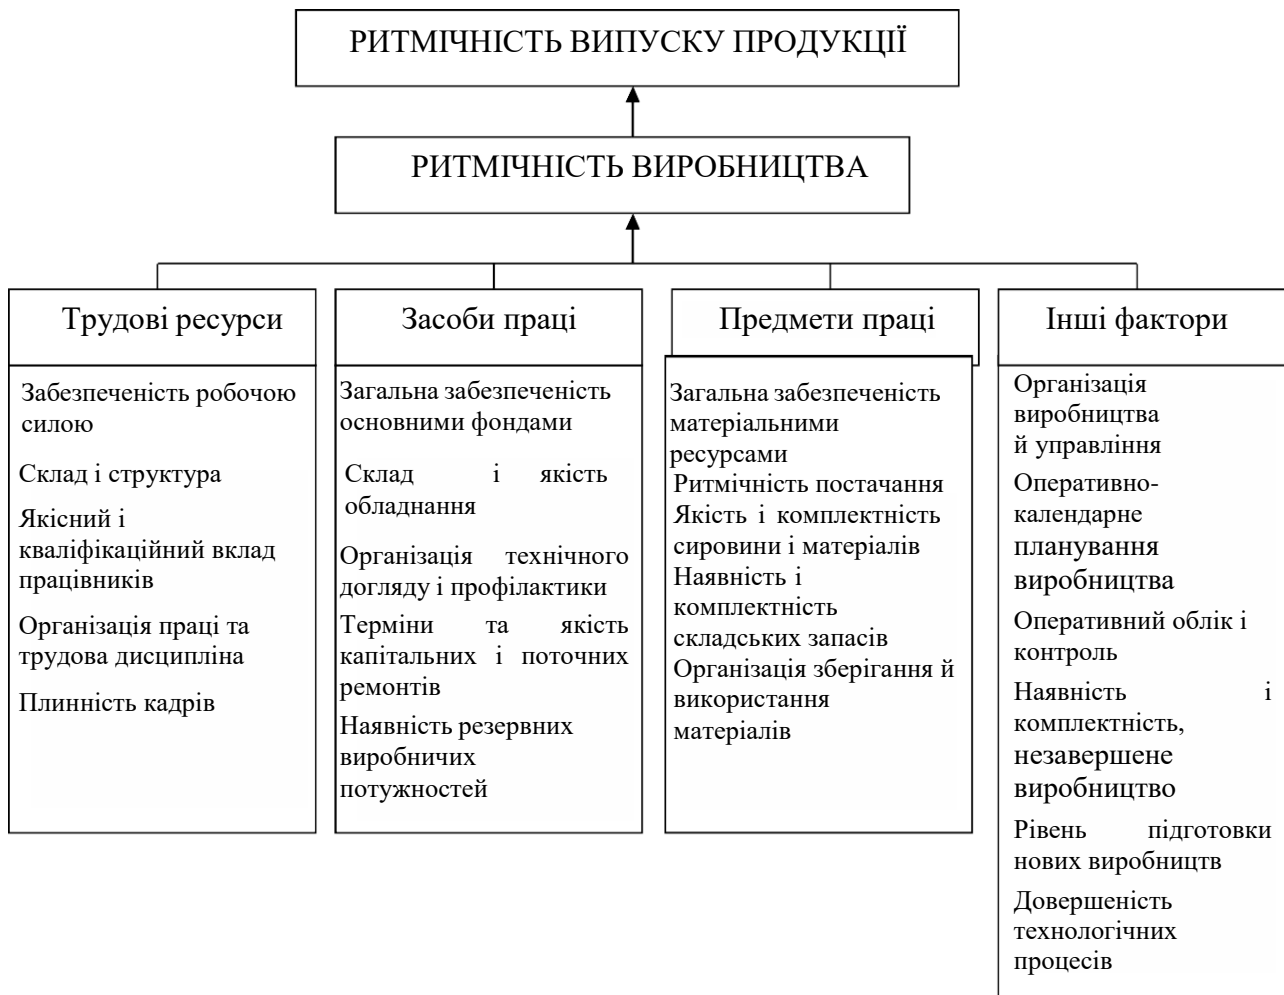 РИТМІЧНІСТЬ ВИПУСКУ ПРОДУКЦІЇ
РИТМІЧНІСТЬ ВИРОБНИЦТВА
Трудові ресурси
Забезпеченість робочою
силою
Склад і структура
Якісний і
кваліфікаційний вклад
працівників
Організація праці та
трудова дисципліна
Плинність кадрів
Засоби праці
Загальна забезпеченість
основними фондами
Склад і якість
обладнання
Організація технічного
догляду і профілактики
Терміни та якість
капітальних і поточних
ремонтів
Наявність резервних
виробничих
потужностей
Предмети праці
Загальна забезпеченість
матеріальними
ресурсами
Ритмічність постачання
Якість і комплектність
сировини і матеріалів
Наявність і
комплектність
складських запасів
Організація зберігання й
використання
матеріалів
Інші фактори
Організація
виробництва
й управління
Оперативно-
календарне
планування
виробництва
Оперативний облік і
контроль
Наявність і
комплектність,
незавершене
виробництво
Рівень підготовки
нових виробництв
Довершеність
технологічних
процесів